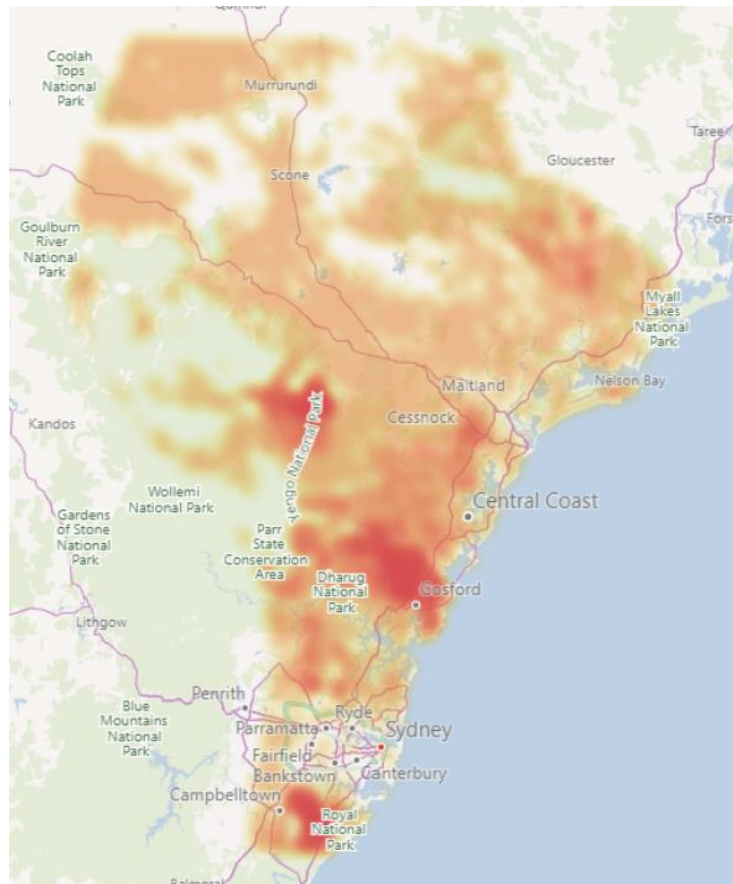 Coolah
Tops
National
Park
Murrurundi
Taree
Gloucester
Scone
Goulburn
River
National
Park
Myall
Lakes
National
Park
Nelson Bay
Maitland
Cessnock
Kandos
Yengo National Park
Wollemi
National Park
Central Coast
Gardens
of Stone
National
Park
Parr
State
Conservation
Area
Dharug
National
Park
Gosford
Lithgow
Penrith
Blue
Mountains
National
Park
Ryde
Parramatta
Sydney
Fairfield
Bankstown
Canterbury
Campbelltown
Royal
National
Park